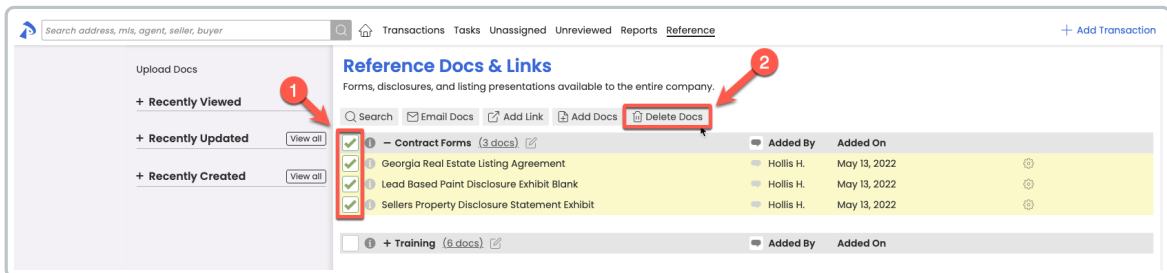 Search address, mls, agent, seller, buyer
Transactions Tasks Unassigned Unreviewed Reports Reference
+ Add Transaction
Upload Docs
+ Recently Viewed
+ Recently Updated View all
+ Recently Created View all
Reference Docs & Links
Forms, disclosures, and listing presentations available to the entire company.
1
2
Search Email Docs Add Link Add Docs Delete Docs
– Contract Forms (3 docs) Added By Added On
Georgia Real Estate Listing Agreement Hollis H. May 13, 2022
Lead Based Paint Disclosure Exhibit Blank Hollis H. May 13, 2022
Sellers Property Disclosure Statement Exhibit Hollis H. May 13, 2022
+ Training (6 docs) Added By Added On